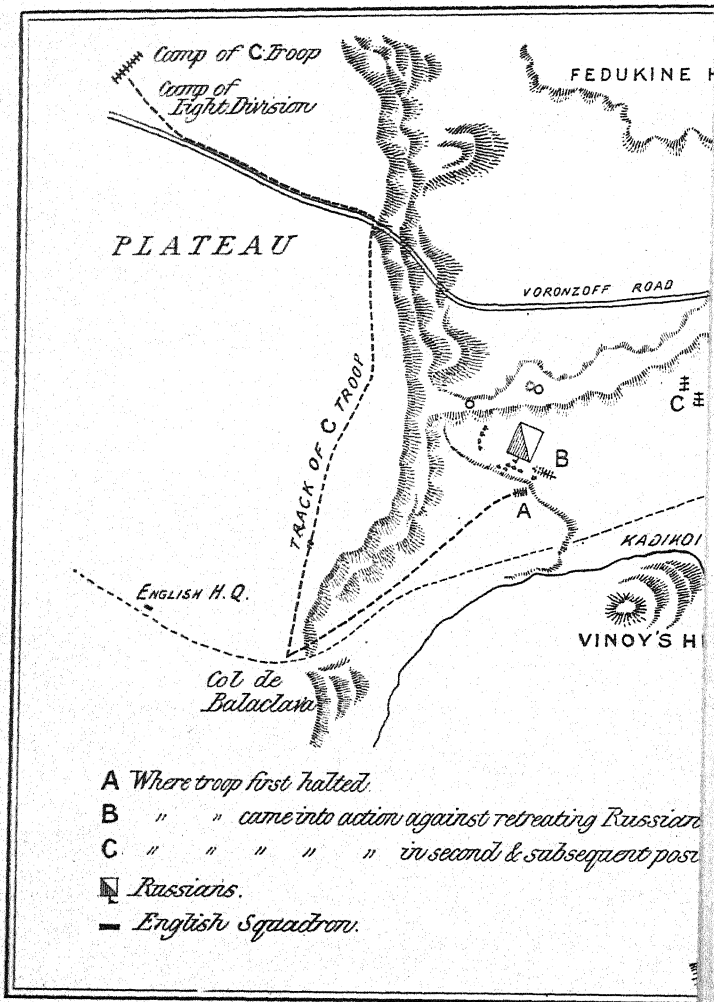 Camp of C Troop
Camp of
Light Division
FEDUKINE H
PLATEAU
VORONZOFF ROAD
TRACK OF C TROOP
C
B
A
KADIKOI
ENGLISH H.Q.
VINOY'S HI
Col de
Balaclava
A Where troop first halted.
B " " came into action against retreating Russian
C " " " " " in second & subsequent posi
Russians.
English Squadron.